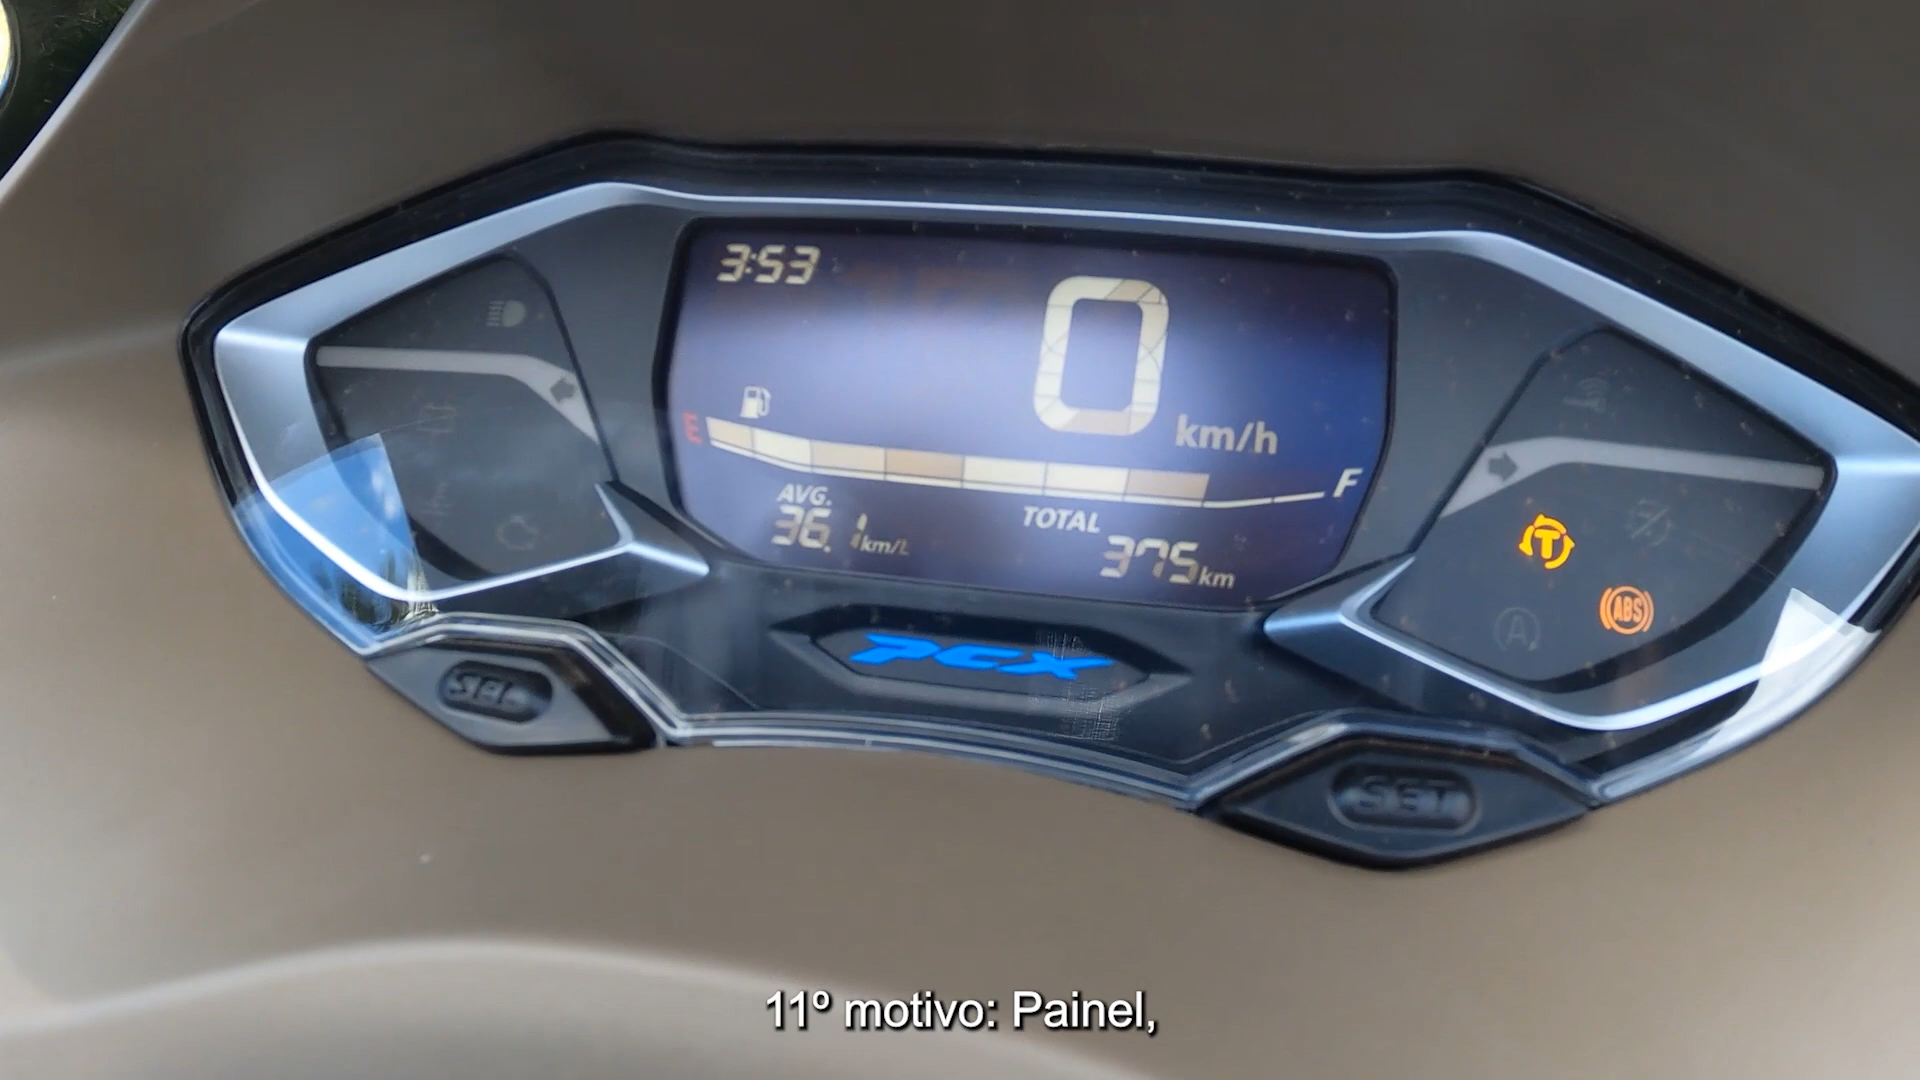 3:53
0
km/h
E
F
AVG.
36.1 km/L
TOTAL
375 km
T
ABS
A
PCX
SEL
SET
11º motivo: Painel,